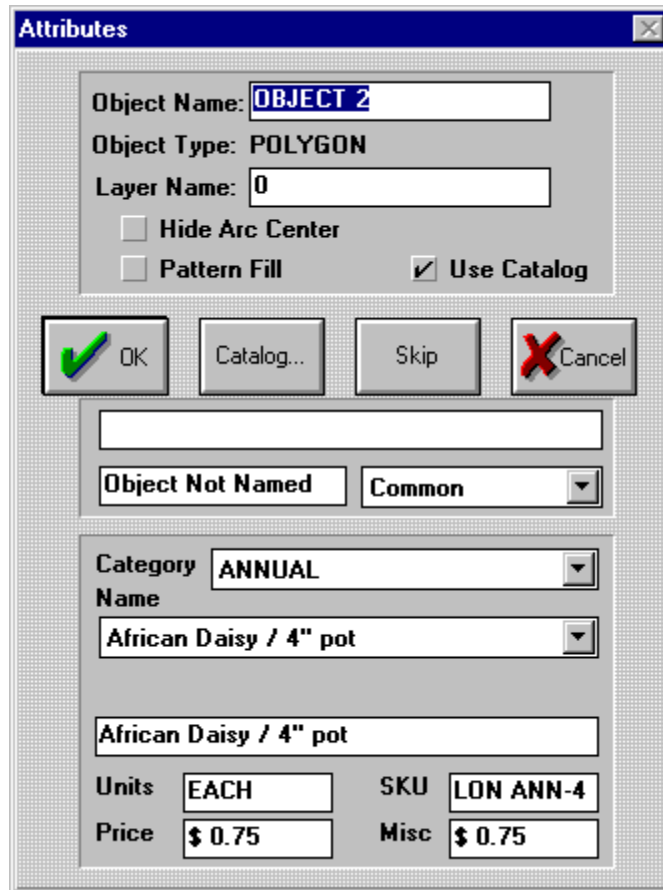 Attributes
Object Name: OBJECT 2
Object Type: POLYGON
Layer Name: 0
Hide Arc Center
Pattern Fill Use Catalog
OK Catalog... Skip Cancel
Object Not Named Common
Category ANNUAL
Name
African Daisy / 4" pot
African Daisy / 4" pot
Units EACH SKU LON ANN-4
Price $ 0.75 Misc $ 0.75